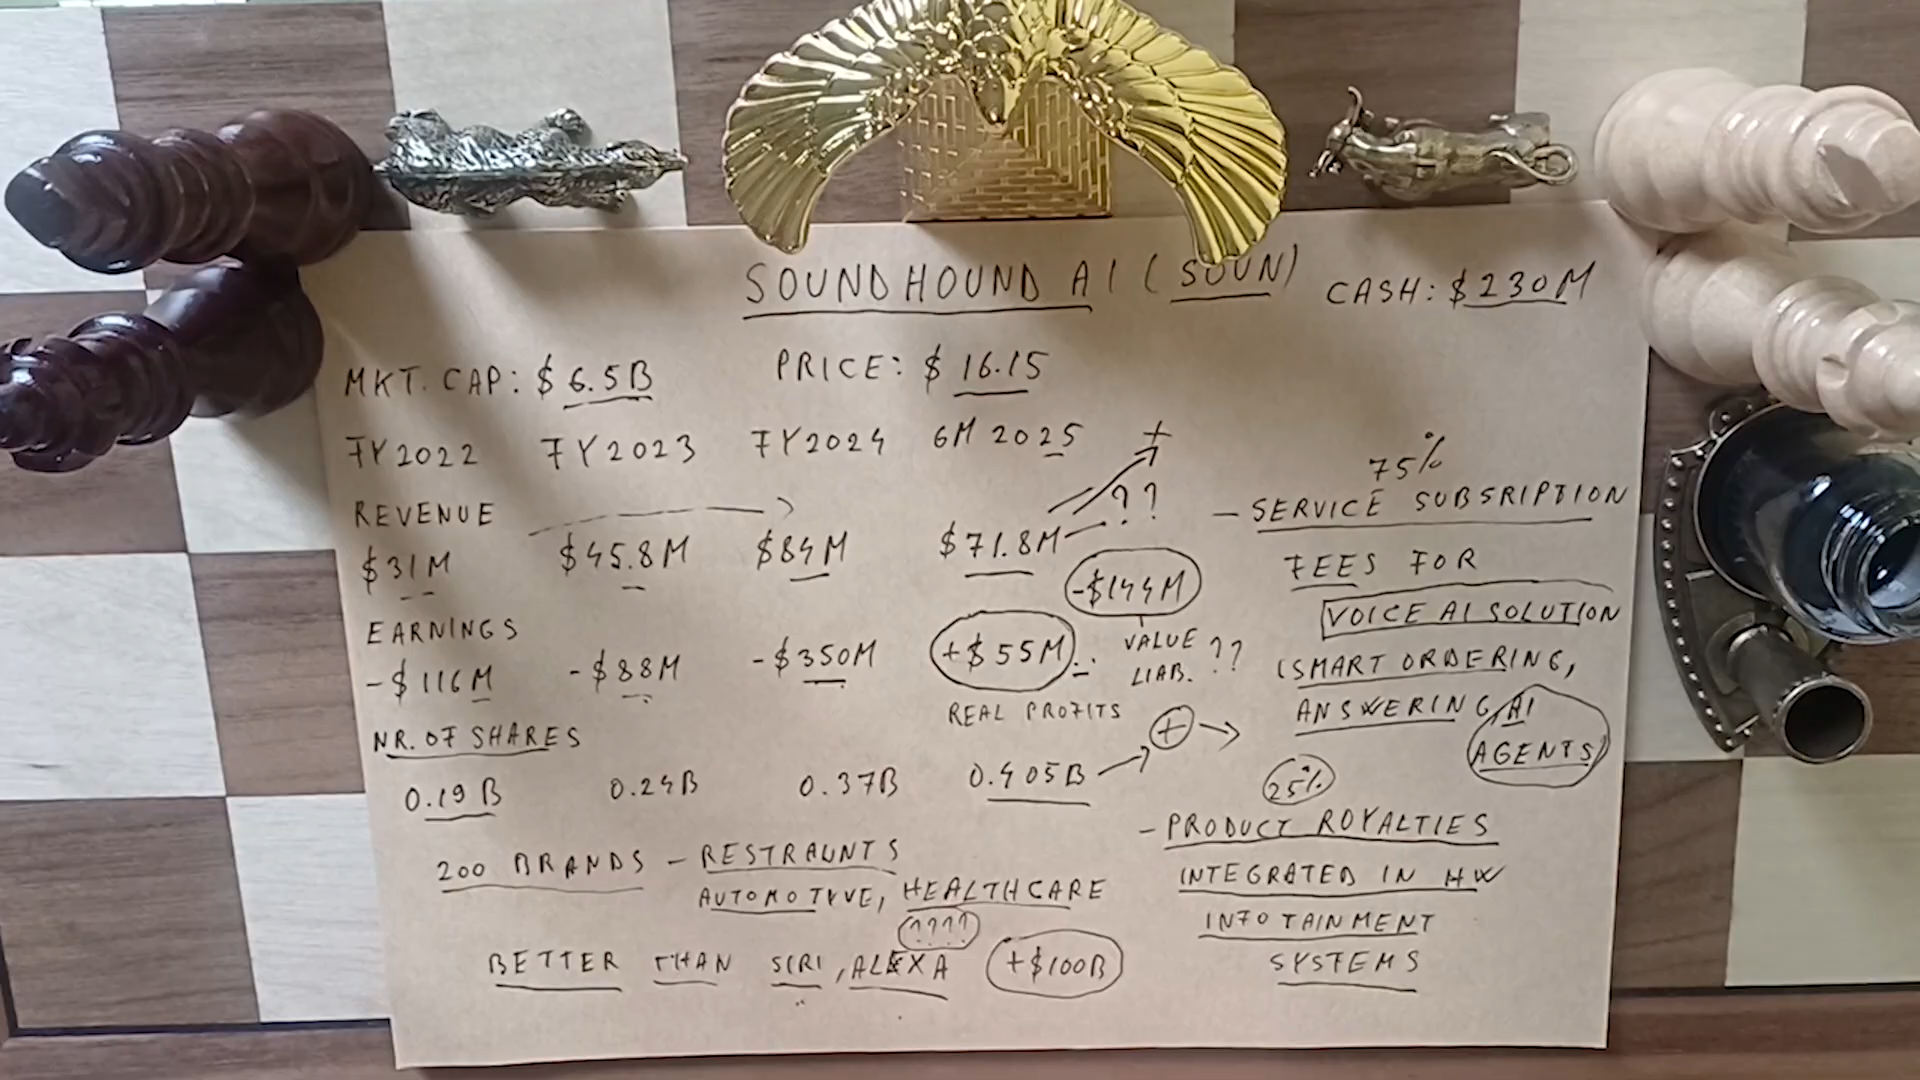 SOUNDHOUND AI (SOUN)
CASH: $230M
MKT. CAP: $6.5B
PRICE: $16.15
FY2022 FY2023 FY2024 6M 2025 +
REVENUE
$31M $45.8M $84M $71.8M ??
-$144M
EARNINGS
-$116M -$88M -$350M +$55M VALUE LIAB. ??
REAL PROFITS
NR. OF SHARES
0.19B 0.24B 0.37B 0.405B +
200 BRANDS - RESTRAUNTS
AUTOMOTIVE, HEALTHCARE
????
BETTER THAN SIRI, ALEXA +$100B
75%
- SERVICE SUBSRIPTION
FEES FOR
VOICE AI SOLUTION
(SMART ORDERING,
ANSWERING, AI
AGENTS)
25%
- PRODUCT ROYALTIES
INTEGRATED IN HW
INFOTAINMENT
SYSTEMS